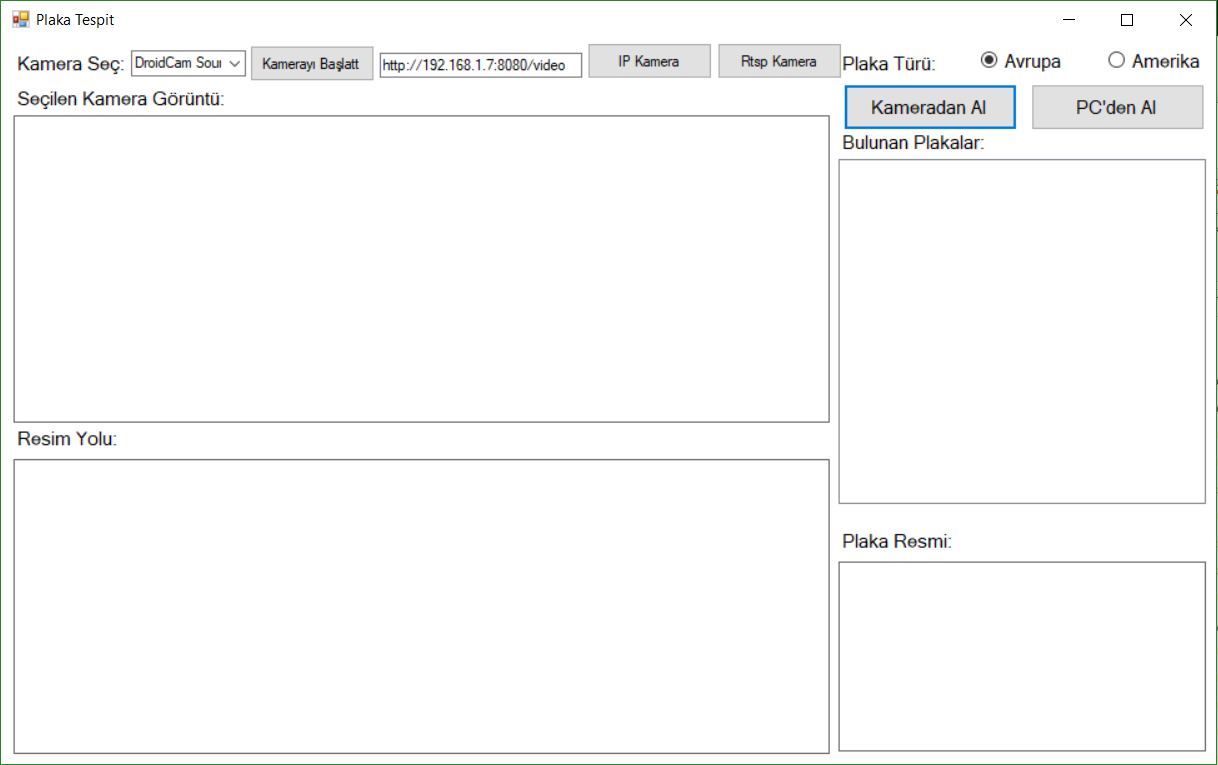 Plaka Tespit
Kamera Seç: DroidCam Sour Kamerayı Başlatt http://192.168.1.7:8080/video IP Kamera Rtsp Kamera Plaka Türü: Avrupa Amerika
Seçilen Kamera Görüntü: Kameradan Al PC'den Al
Bulunan Plakalar:
Resim Yolu:
Plaka Resmi: